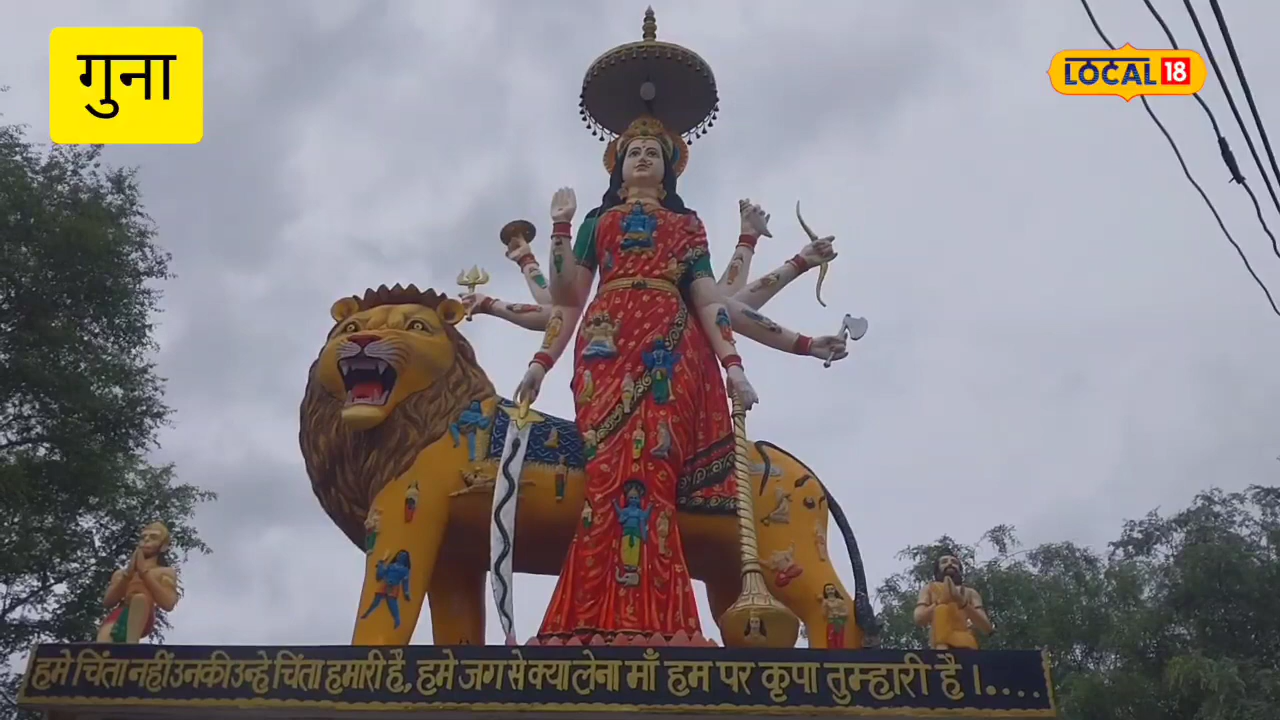 गुना
LOCAL 18
हमे चिंता नहीं उनकी उन्हे चिंता हमारी है, हमे जग से क्या लेना माँ हम पर कृपा तुम्हारी है।....